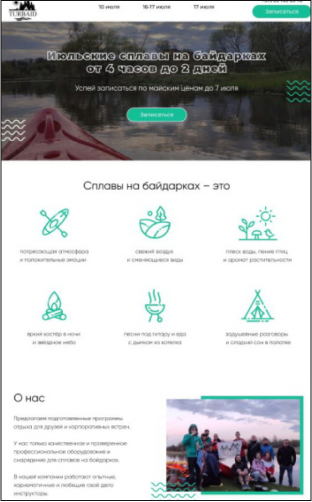 TURBAID
10 июля
16-17 июля
17 июля
Записаться
Июльские сплавы на байдарках
от 4 часов до 2 дней
Успей записаться по майским ценам до 7 июля
Записаться
Сплавы на байдарках – это
потрясающая атмосфера
и положительные эмоции
свежий воздух
и сменяющиеся виды
плеск воды, пение птиц
и аромат растительности
яркий костёр в ночи
и звёздное небо
песни под гитару и еда
с дымком из котелка
задушевные разговоры
и сладкий сон в палатке
О нас
Предлагаем подготовленные программы
отдыха для друзей и корпоративных встреч.
У нас только качественное и проверенное
профессиональное оборудование и
снаряжение для сплавов на байдарках.
В нашей компании работают опытные,
харизматичные и любящие своё дело
инструкторы.